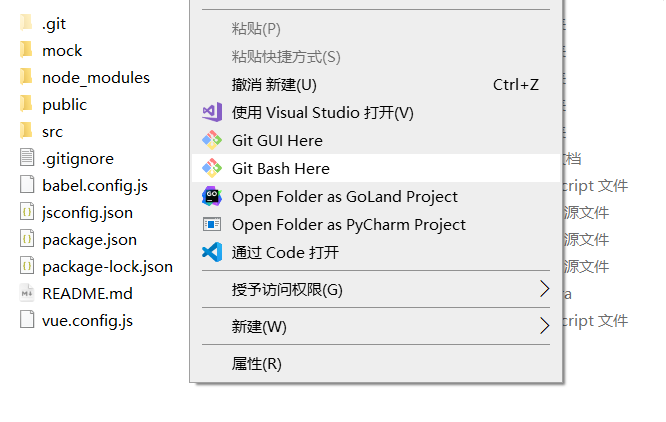 .git
mock
node_modules
public
src
.gitignore
babel.config.js
jsconfig.json
package.json
package-lock.json
README.md
vue.config.js
粘贴(P)
粘贴快捷方式(S)
撤消 新建(U) Ctrl+Z
使用 Visual Studio 打开(V)
Git GUI Here
Git Bash Here
Open Folder as GoLand Project
Open Folder as PyCharm Project
通过 Code 打开
授予访问权限(G)
新建(W)
属性(R)
档
cript 文件
源文件
源文件
源文件
ra
cript 文件